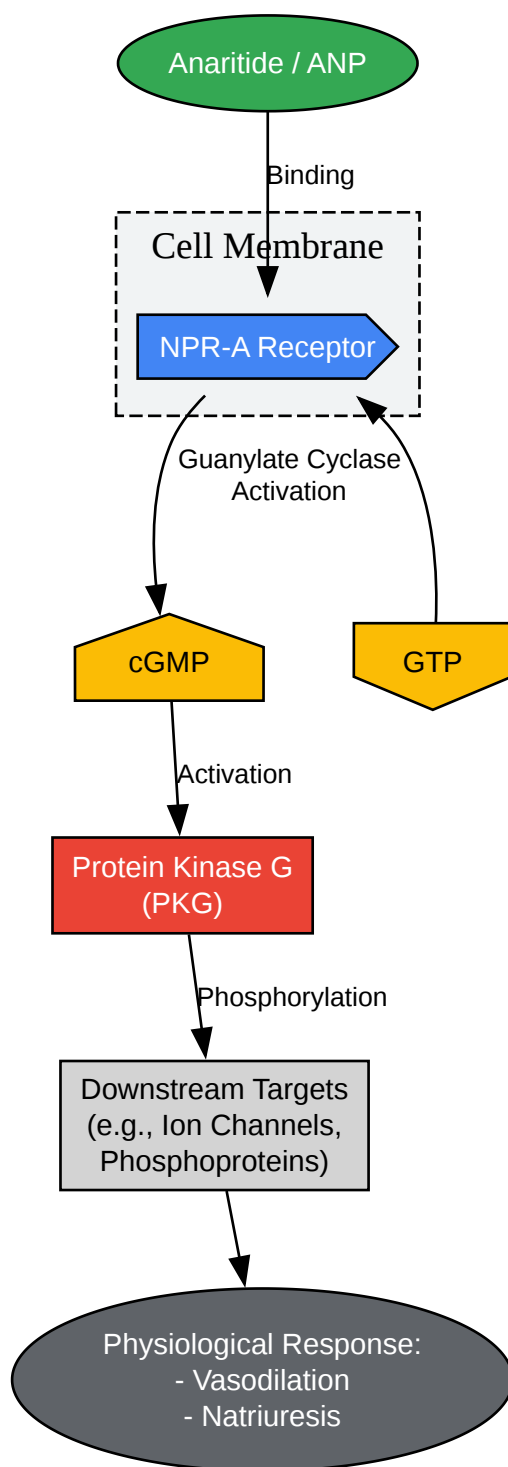 Anaritide / ANP
Binding
Cell Membrane
NPR-A Receptor
Guanylate Cyclase
Activation
cGMP
GTP
Activation
Protein Kinase G
(PKG)
Phosphorylation
Downstream Targets
(e.g., Ion Channels,
Phosphoproteins)
Physiological Response:
- Vasodilation
- Natriuresis